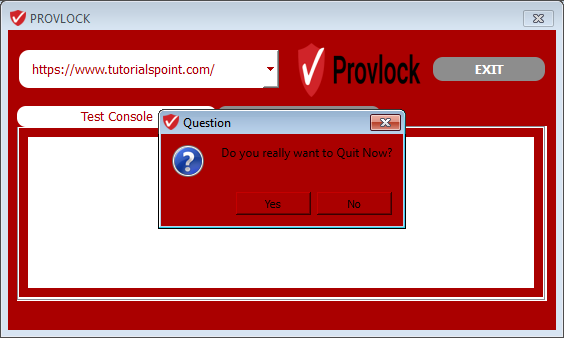 PROVLOCK
https://www.tutorialspoint.com/
Provlock
EXIT
Test Console
Question
Do you really want to Quit Now?
Yes
No